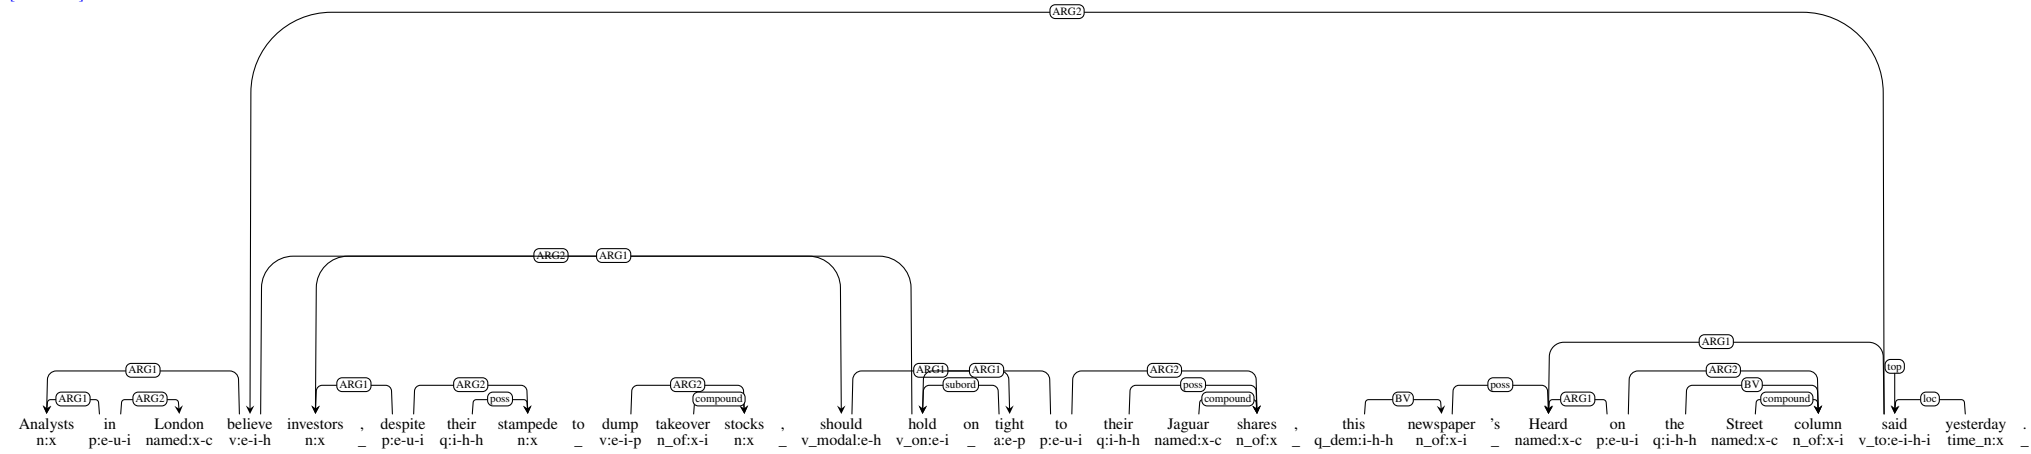 ARG2
ARG2 ARG1
ARG1
top
ARG1 ARG1 ARG1 ARG2 ARG2
ARG1 ARG2 ARG2 subord poss poss BV
ARG1 ARG2 poss compound compound BV ARG1 compound loc
Analysts in London believe investors , despite their stampede to dump takeover stocks , should hold on tight to their Jaguar shares , this newspaper 's Heard on the Street column said yesterday .
n:x p:e-u-i named:x-c v:e-i-h n:x _ p:e-u-i q:i-h-h n:x _ v:e-i-p n_of:x-i n:x _ v_modal:e-h v_on:e-i _ a:e-p p:e-u-i q:i-h-h named:x-c n_of:x _ q_dem:i-h-h n_of:x-i _ named:x-c p:e-u-i q:i-h-h named:x-c n_of:x-i v_to:e-i-h-i time_n:x _